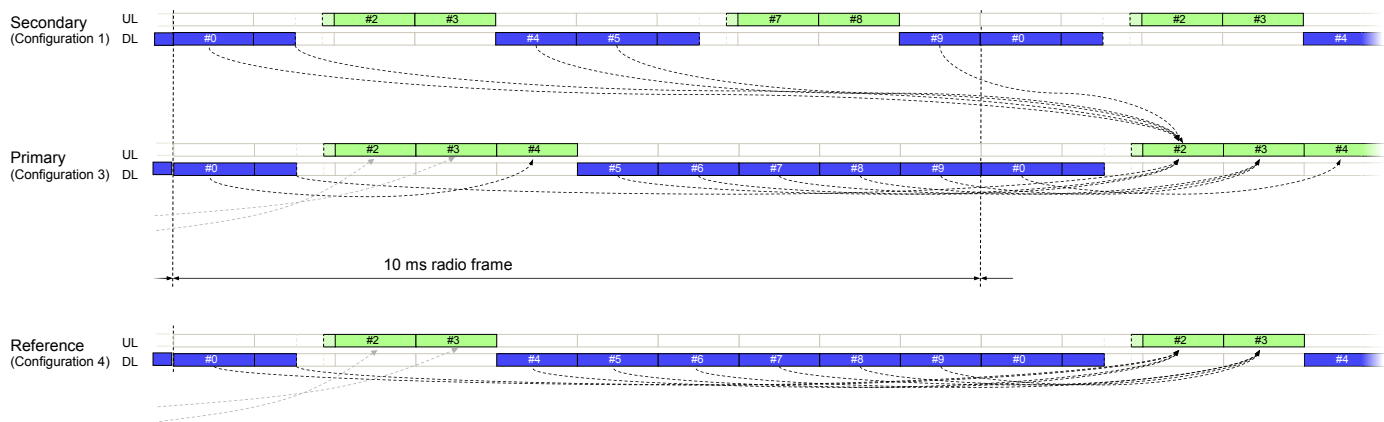 Secondary
(Configuration 1)
UL #2 #3 #7 #8 #2 #3
DL #0 #4 #5 #9 #0 #4
Primary
(Configuration 3)
UL #2 #3 #4 #2 #3 #4
DL #0 #5 #6 #7 #8 #9 #0
10 ms radio frame
Reference
(Configuration 4)
UL #2 #3 #2 #3
DL #0 #4 #5 #6 #7 #8 #9 #0 #4